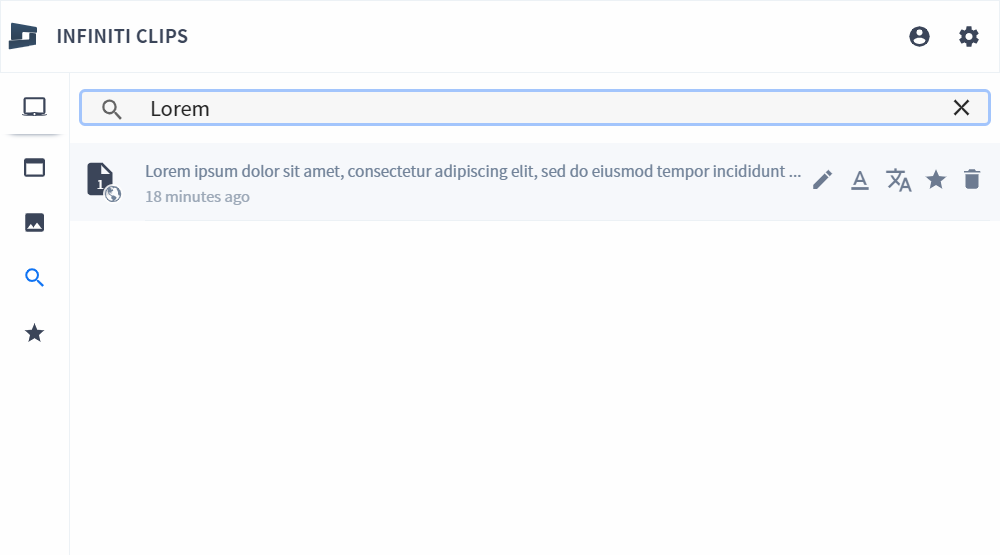 INFINITI CLIPS
Lorem
Lorem ipsum dolor sit amet, consectetur adipiscing elit, sed do eiusmod tempor incididunt ...
18 minutes ago
1